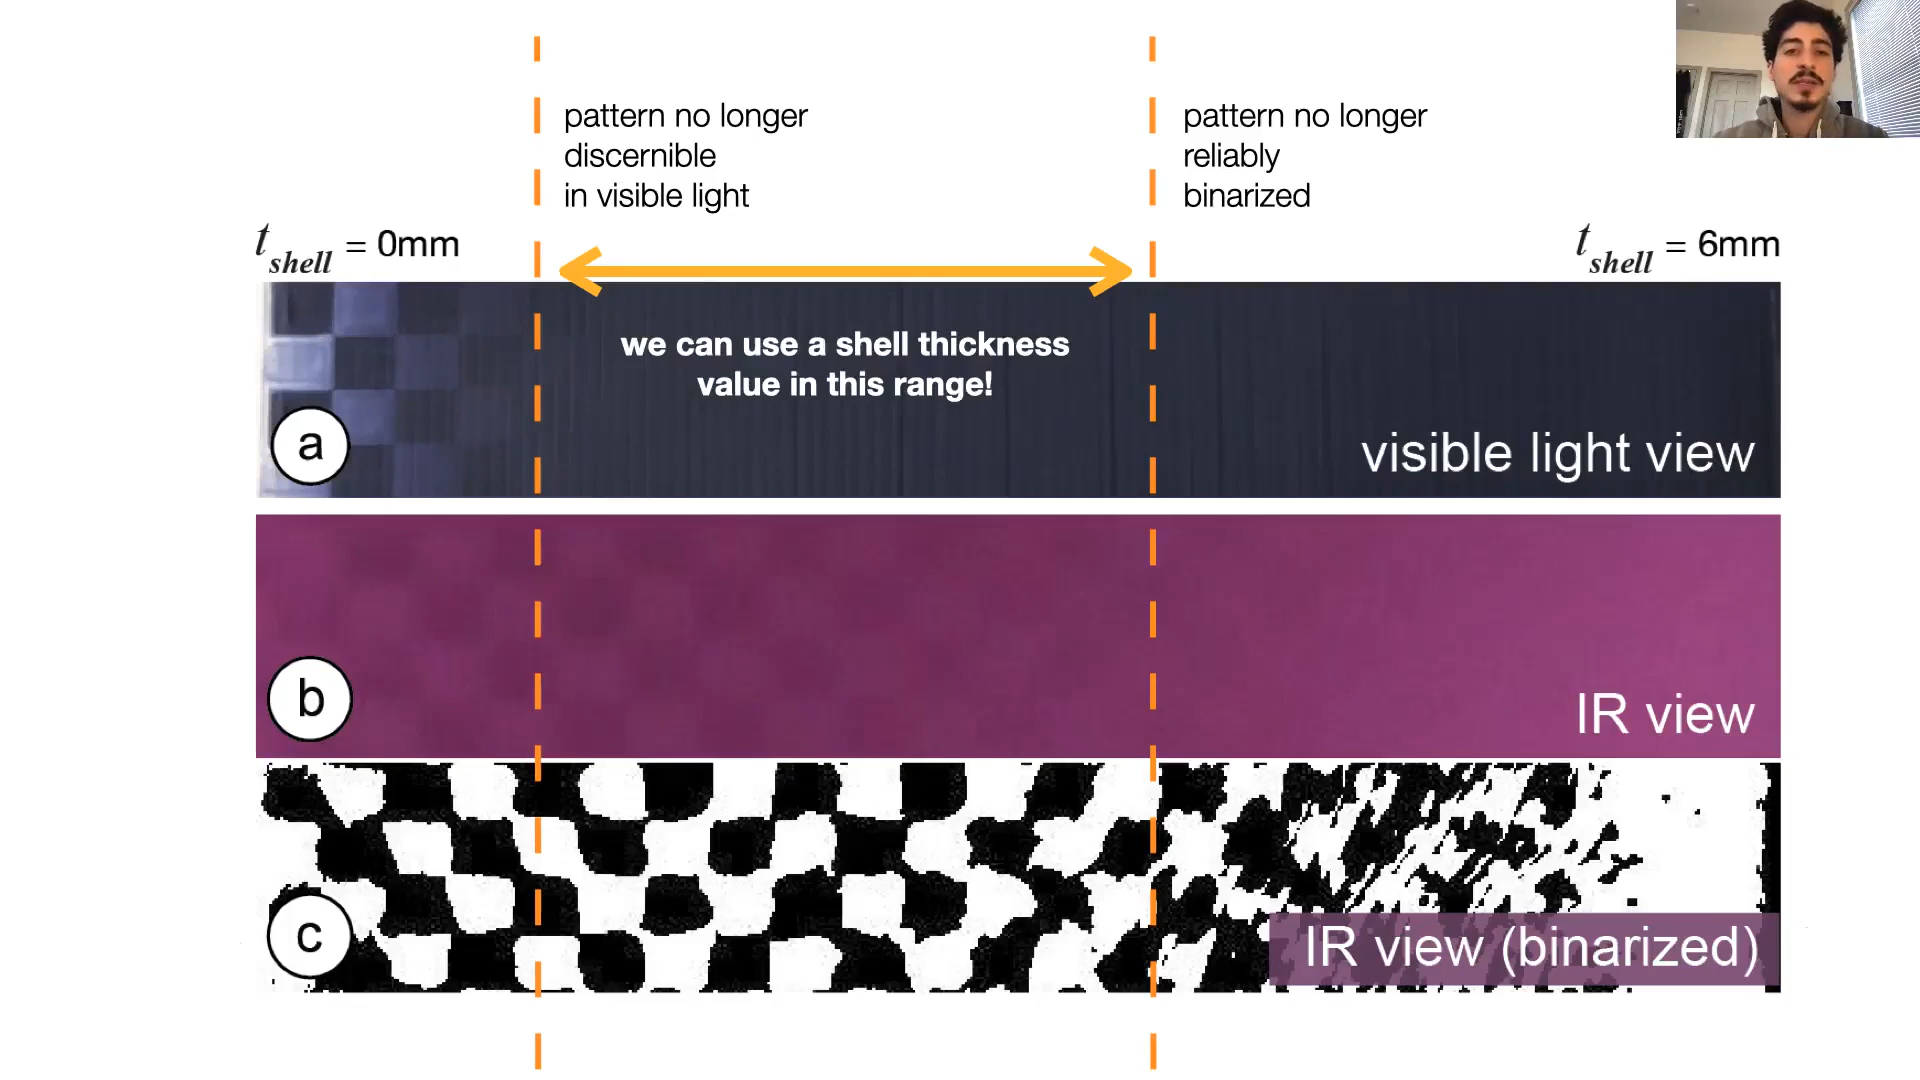 pattern no longer
discernible
in visible light
pattern no longer
reliably
binarized
t shell = 0mm
t shell = 6mm
we can use a shell thickness
value in this range!
a
visible light view
b
IR view
c
IR view (binarized)